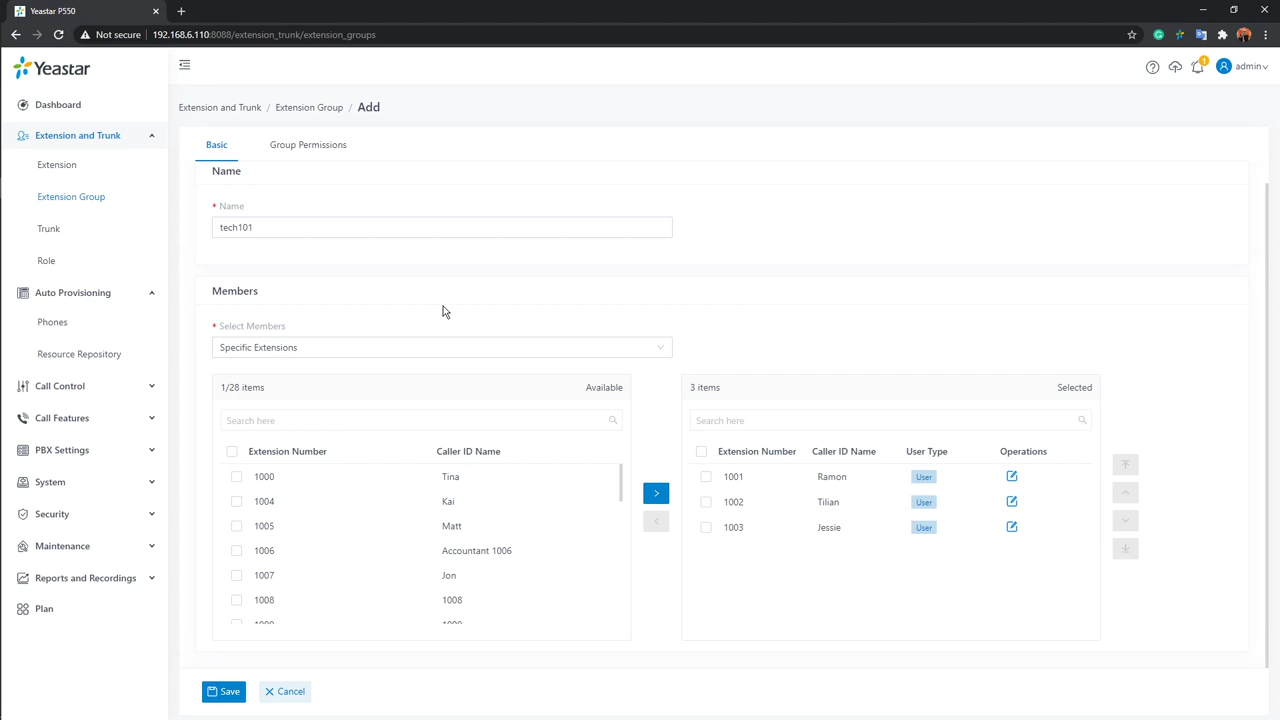 Yeastar P550
Not secure 192.168.6.110:8088/extension_trunk/extension_groups
Yeastar
1
admin
Dashboard
Extension and Trunk
Extension
Extension Group
Trunk
Role
Auto Provisioning
Phones
Resource Repository
Call Control
Call Features
PBX Settings
System
Security
Maintenance
Reports and Recordings
Plan
Extension and Trunk / Extension Group / Add
Basic Group Permissions
Name
* Name
tech101
Members
* Select Members
Specific Extensions
1/28 items Available
Search here
Extension Number Caller ID Name
1000 Tina
1004 Kai
1005 Matt
1006 Accountant 1006
1007 Jon
1008 1008
1009 1009
3 items Selected
Search here
Extension Number Caller ID Name User Type Operations
1001 Ramon User
1002 Tilian User
1003 Jessie User
Save Cancel